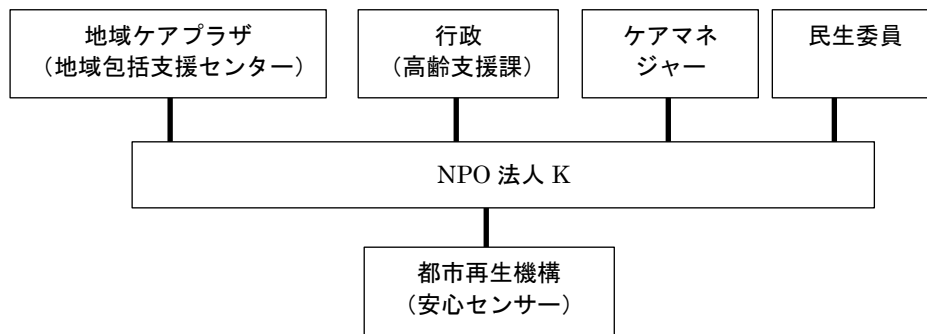 地域ケアプラザ
（地域包括支援センター）
行政
（高齢支援課）
ケアマネ
ジャー
民生委員
NPO 法人 K
都市再生機構
（安心センサー）